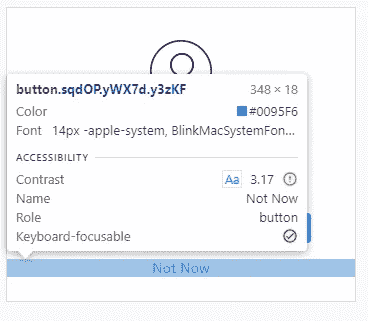 button.sqdOP.yWX7d.y3zKF 348 × 18
Color #0095F6
Font 14px -apple-system, BlinkMacSystemFon...
ACCESSIBILITY
Contrast Aa 3.17
Name Not Now
Role button
Keyboard-focusable
Not Now